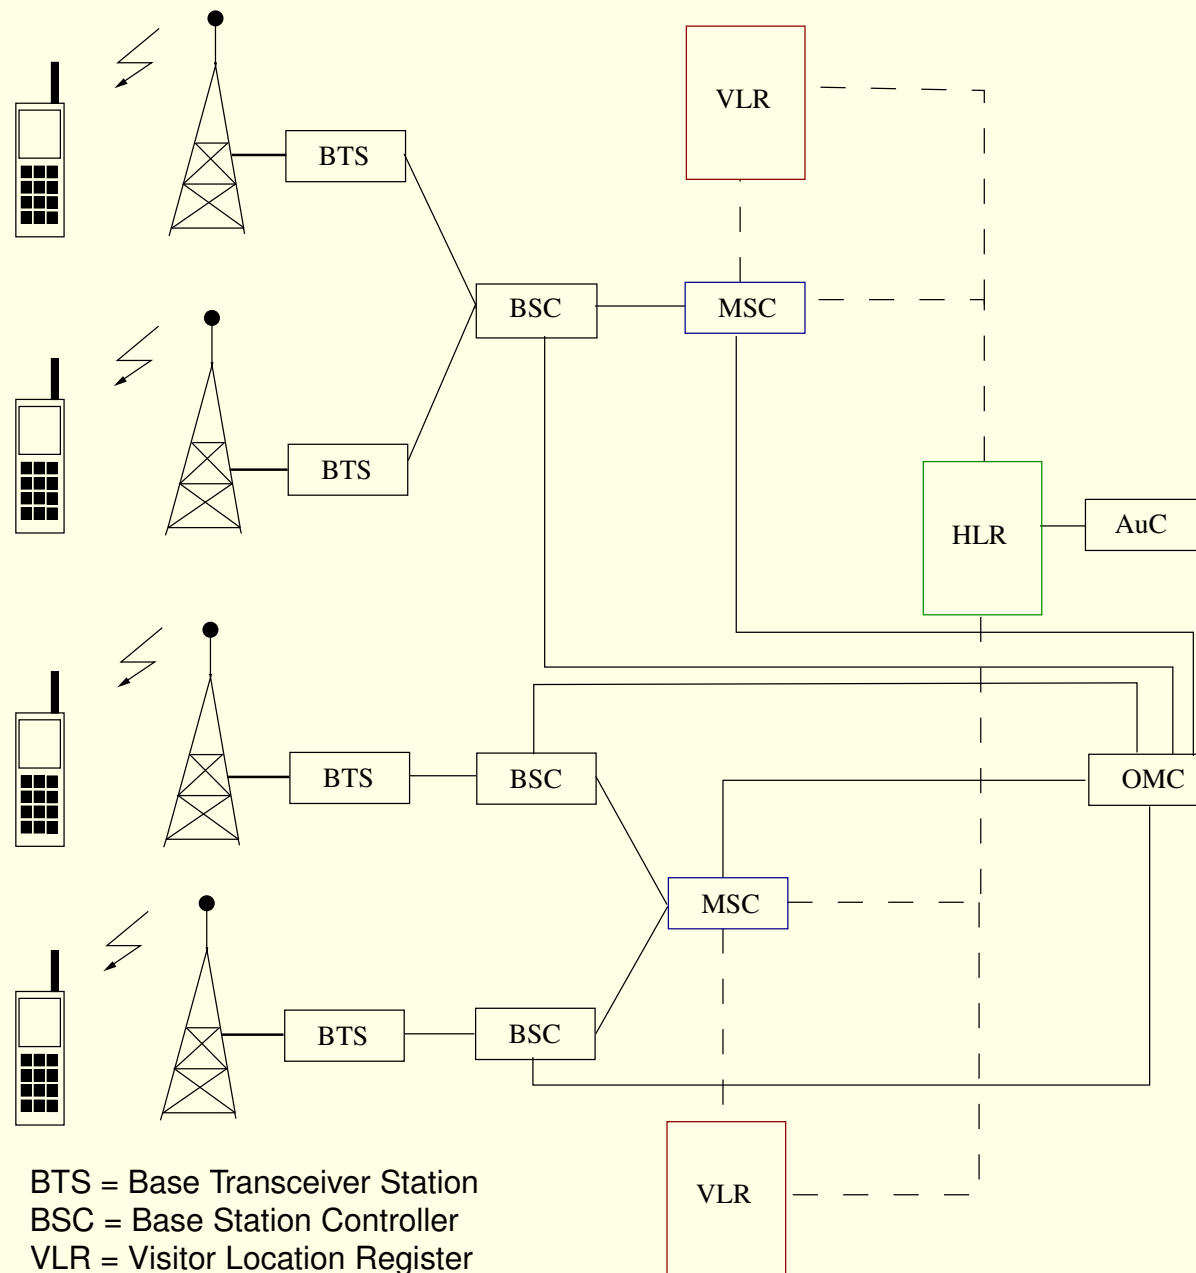 VLR
BTS
BSC
MSC
BTS
HLR
AuC
BTS
BSC
OMC
MSC
BTS
BSC
VLR
BTS = Base Transceiver Station
BSC = Base Station Controller
VLR = Visitor Location Register